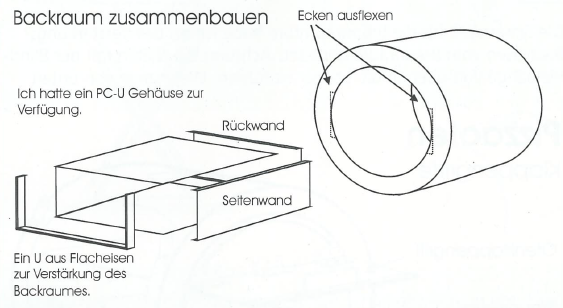 Backraum zusammenbauen
Ecken ausflexen
Ich hatte ein PC-U Gehäuse zur
Verfügung.
Rückwand
Seitenwand
Ein U aus Flacheisen
zur Verstärkung des
Backraumes.